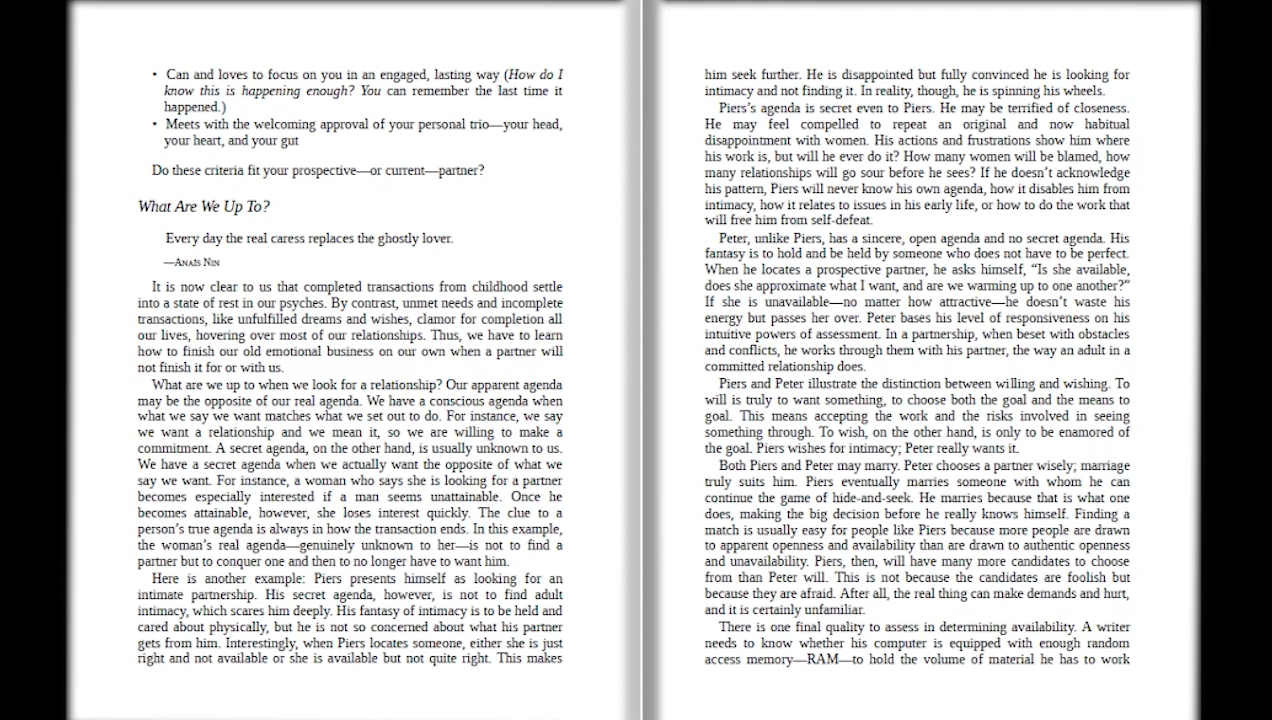 • Can and loves to focus on you in an engaged, lasting way (How do I
know this is happening enough? You can remember the last time it
happened.)
• Meets with the welcoming approval of your personal trio—your head,
your heart, and your gut
Do these criteria fit your prospective—or current—partner?
What Are We Up To?
Every day the real caress replaces the ghostly lover.
—Anaïs Nin
It is now clear to us that completed transactions from childhood settle
into a state of rest in our psyches. By contrast, unmet needs and incomplete
transactions, like unfulfilled dreams and wishes, clamor for completion all
our lives, hovering over most of our relationships. Thus, we have to learn
how to finish our old emotional business on our own when a partner will
not finish it for or with us.
What are we up to when we look for a relationship? Our apparent agenda
may be the opposite of our real agenda. We have a conscious agenda when
what we say we want matches what we set out to do. For instance, we say
we want a relationship and we mean it, so we are willing to make a
commitment. A secret agenda, on the other hand, is usually unknown to us.
We have a secret agenda when we actually want the opposite of what we
say we want. For instance, a woman who says she is looking for a partner
becomes especially interested if a man seems unattainable. Once he
becomes attainable, however, she loses interest quickly. The clue to a
person's true agenda is always in how the transaction ends. In this example,
the woman's real agenda—genuinely unknown to her—is not to find a
partner but to conquer one and then to no longer have to want him.
Here is another example: Piers presents himself as looking for an
intimate partnership. His secret agenda, however, is not to find adult
intimacy, which scares him deeply. His fantasy of intimacy is to be held and
cared about physically, but he is not so concerned about what his partner
gets from him. Interestingly, when Piers locates someone, either she is just
right and not available or she is available but not quite right. This makes
him seek further. He is disappointed but fully convinced he is looking for
intimacy and not finding it. In reality, though, he is spinning his wheels.
Piers's agenda is secret even to Piers. He may be terrified of closeness.
He may feel compelled to repeat an original and now habitual
disappointment with women. His actions and frustrations show him where
his work is, but will he ever do it? How many women will be blamed, how
many relationships will go sour before he sees? If he doesn't acknowledge
his pattern, Piers will never know his own agenda, how it disables him from
intimacy, how it relates to issues in his early life, or how to do the work that
will free him from self-defeat.
Peter, unlike Piers, has a sincere, open agenda and no secret agenda. His
fantasy is to hold and be held by someone who does not have to be perfect.
When he locates a prospective partner, he asks himself, “Is she available,
does she approximate what I want, and are we warming up to one another?”
If she is unavailable—no matter how attractive—he doesn't waste his
energy but passes her over. Peter bases his level of responsiveness on his
intuitive powers of assessment. In a partnership, when beset with obstacles
and conflicts, he works through them with his partner, the way an adult in a
committed relationship does.
Piers and Peter illustrate the distinction between willing and wishing. To
will is truly to want something, to choose both the goal and the means to
goal. This means accepting the work and the risks involved in seeing
something through. To wish, on the other hand, is only to be enamored of
the goal. Piers wishes for intimacy; Peter really wants it.
Both Piers and Peter may marry. Peter chooses a partner wisely; marriage
truly suits him. Piers eventually marries someone with whom he can
continue the game of hide-and-seek. He marries because that is what one
does, making the big decision before he really knows himself. Finding a
match is usually easy for people like Piers because more people are drawn
to apparent openness and availability than are drawn to authentic openness
and unavailability. Piers, then, will have many more candidates to choose
from than Peter will. This is not because the candidates are foolish but
because they are afraid. After all, the real thing can make demands and hurt,
and it is certainly unfamiliar.
There is one final quality to assess in determining availability. A writer
needs to know whether his computer is equipped with enough random
access memory—RAM—to hold the volume of material he has to work